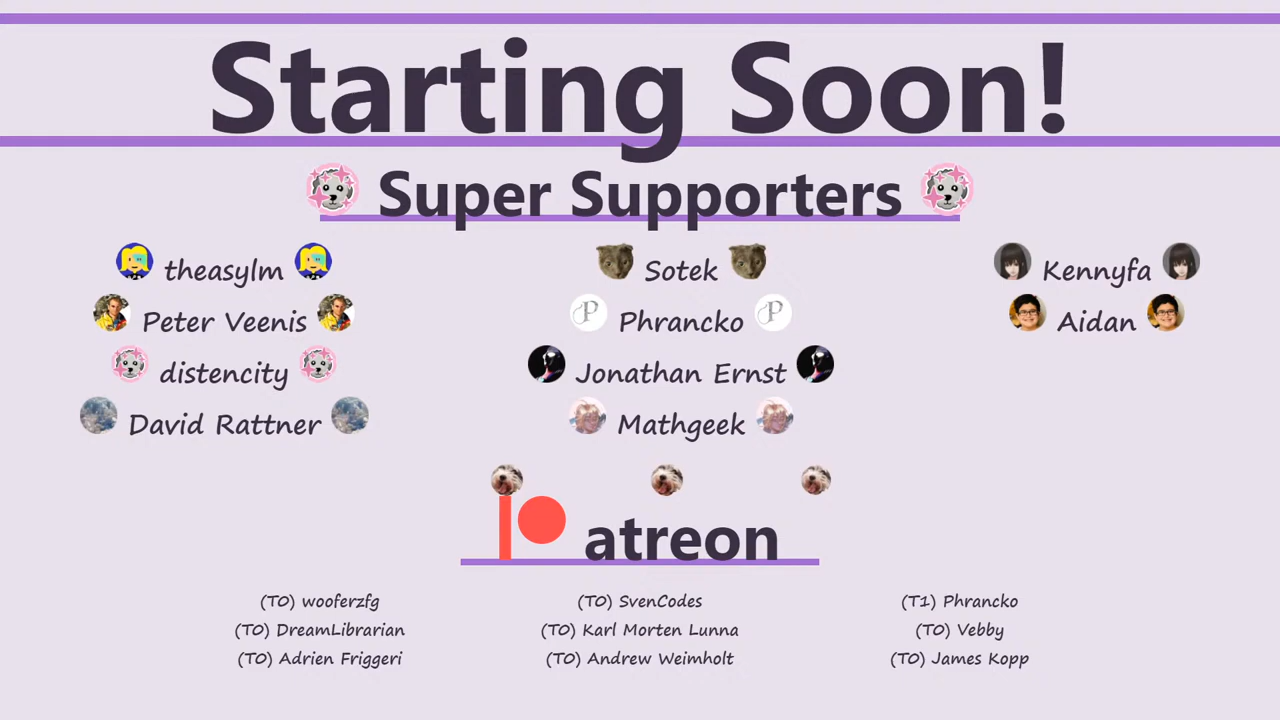 Starting Soon!
Super Supporters
theasylm Sotek Kennyfa
Peter Veenis Phrancko Aidan
distencity Jonathan Ernst
David Rattner Mathgeek
atreon
(T0) wooferzfg (T0) SvenCodes (T1) Phrancko
(T0) DreamLibrarian (T0) Karl Morten Lunna (T0) Vebby
(T0) Adrien Friggeri (T0) Andrew Weimholt (T0) James Kopp